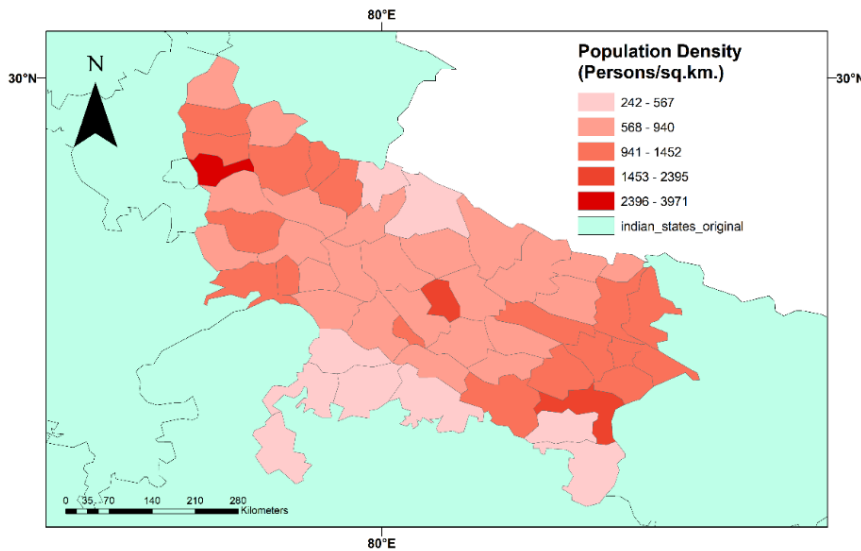 80°E
N
30°N
30°N
Population Density
(Persons/sq.km.)
242 - 567
568 - 940
941 - 1452
1453 - 2395
2396 - 3971
indian_states_original
0 35 70 140 210 280
Kilometers
80°E